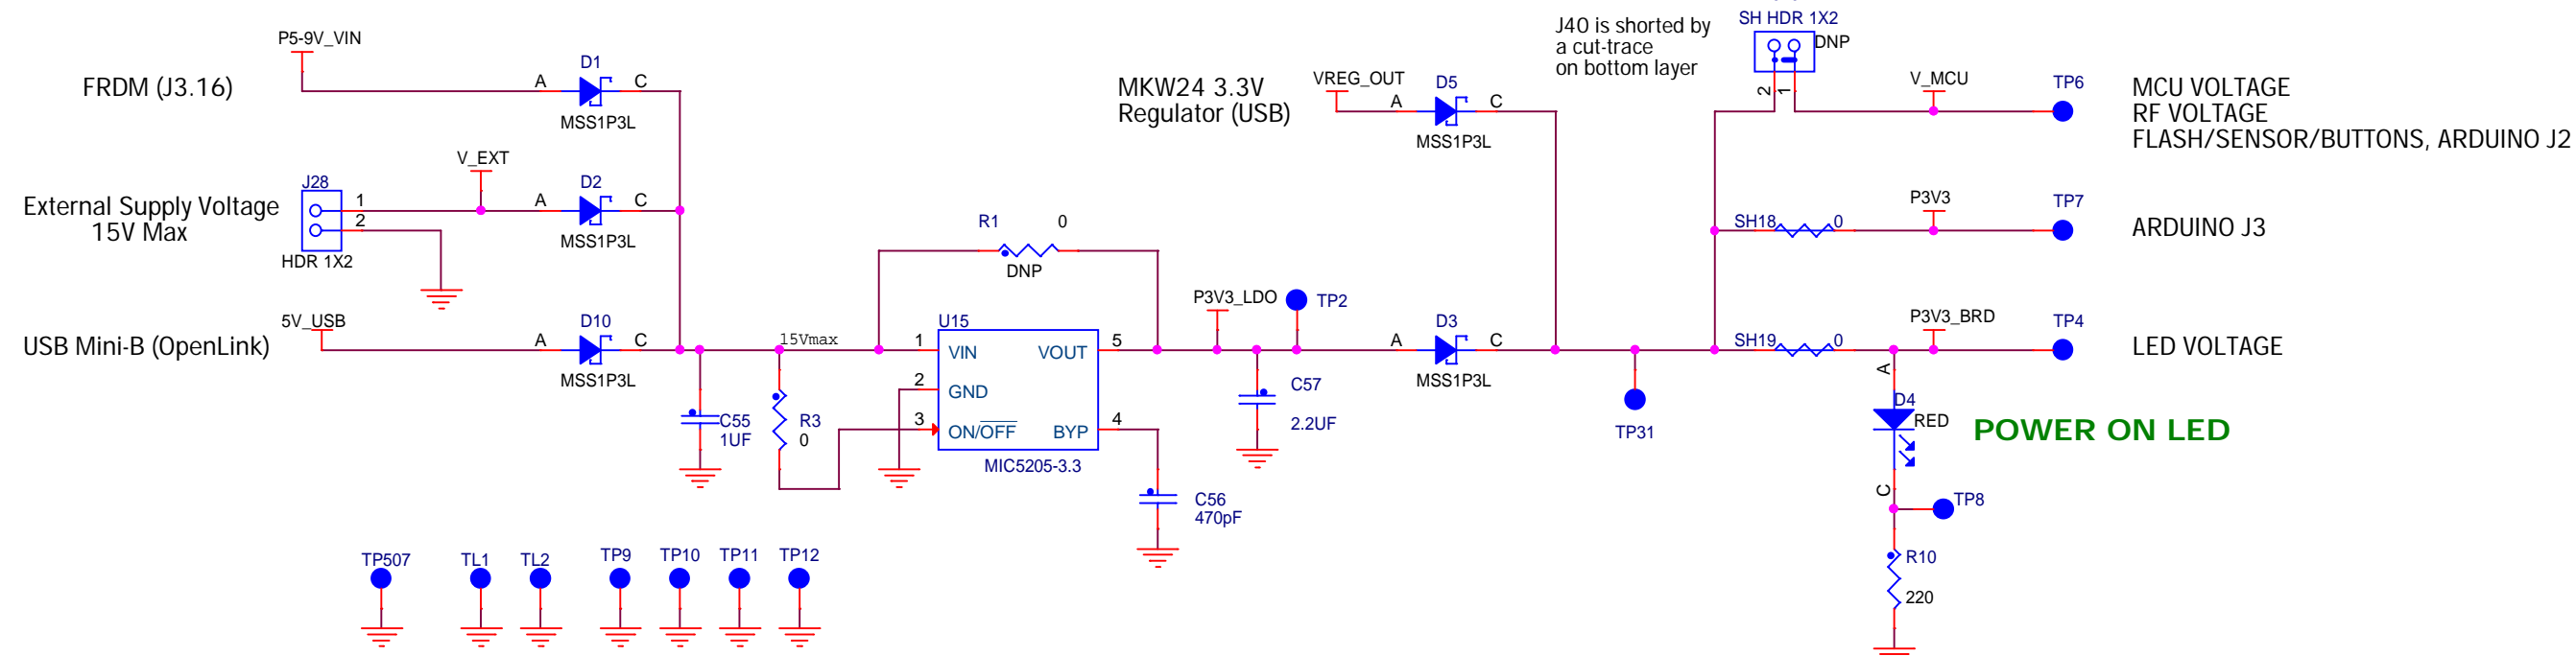 P5-9V_VIN
FRDM (J3.16)
A
D1
C
MSS1P3L
V_EXT
External Supply Voltage
15V Max
J28
1
2
HDR 1X2
A
D2
C
MSS1P3L
USB Mini-B (OpenLink)
5V_USB
A
D10
C
MSS1P3L
15Vmax
C55
1UF
R3
0
R1
0
DNP
U15
1
VIN
VOUT
5
2
GND
3
ON/OFF
BYP
4
MIC5205-3.3
C56
470pF
P3V3_LDO
TP2
C57
2.2UF
MKW24 3.3V
Regulator (USB)
VREG_OUT
A
D5
C
MSS1P3L
A
D3
C
MSS1P3L
TP31
J40 is shorted by
a cut-trace
on bottom layer
SH HDR 1X2
DNP
2
1
V_MCU
TP6
MCU VOLTAGE
RF VOLTAGE
FLASH/SENSOR/BUTTONS, ARDUINO J2
SH18
0
P3V3
TP7
ARDUINO J3
SH19
0
P3V3_BRD
TP4
LED VOLTAGE
A
D4
RED
POWER ON LED
C
TP8
R10
220
TP507
TL1
TL2
TP9
TP10
TP11
TP12